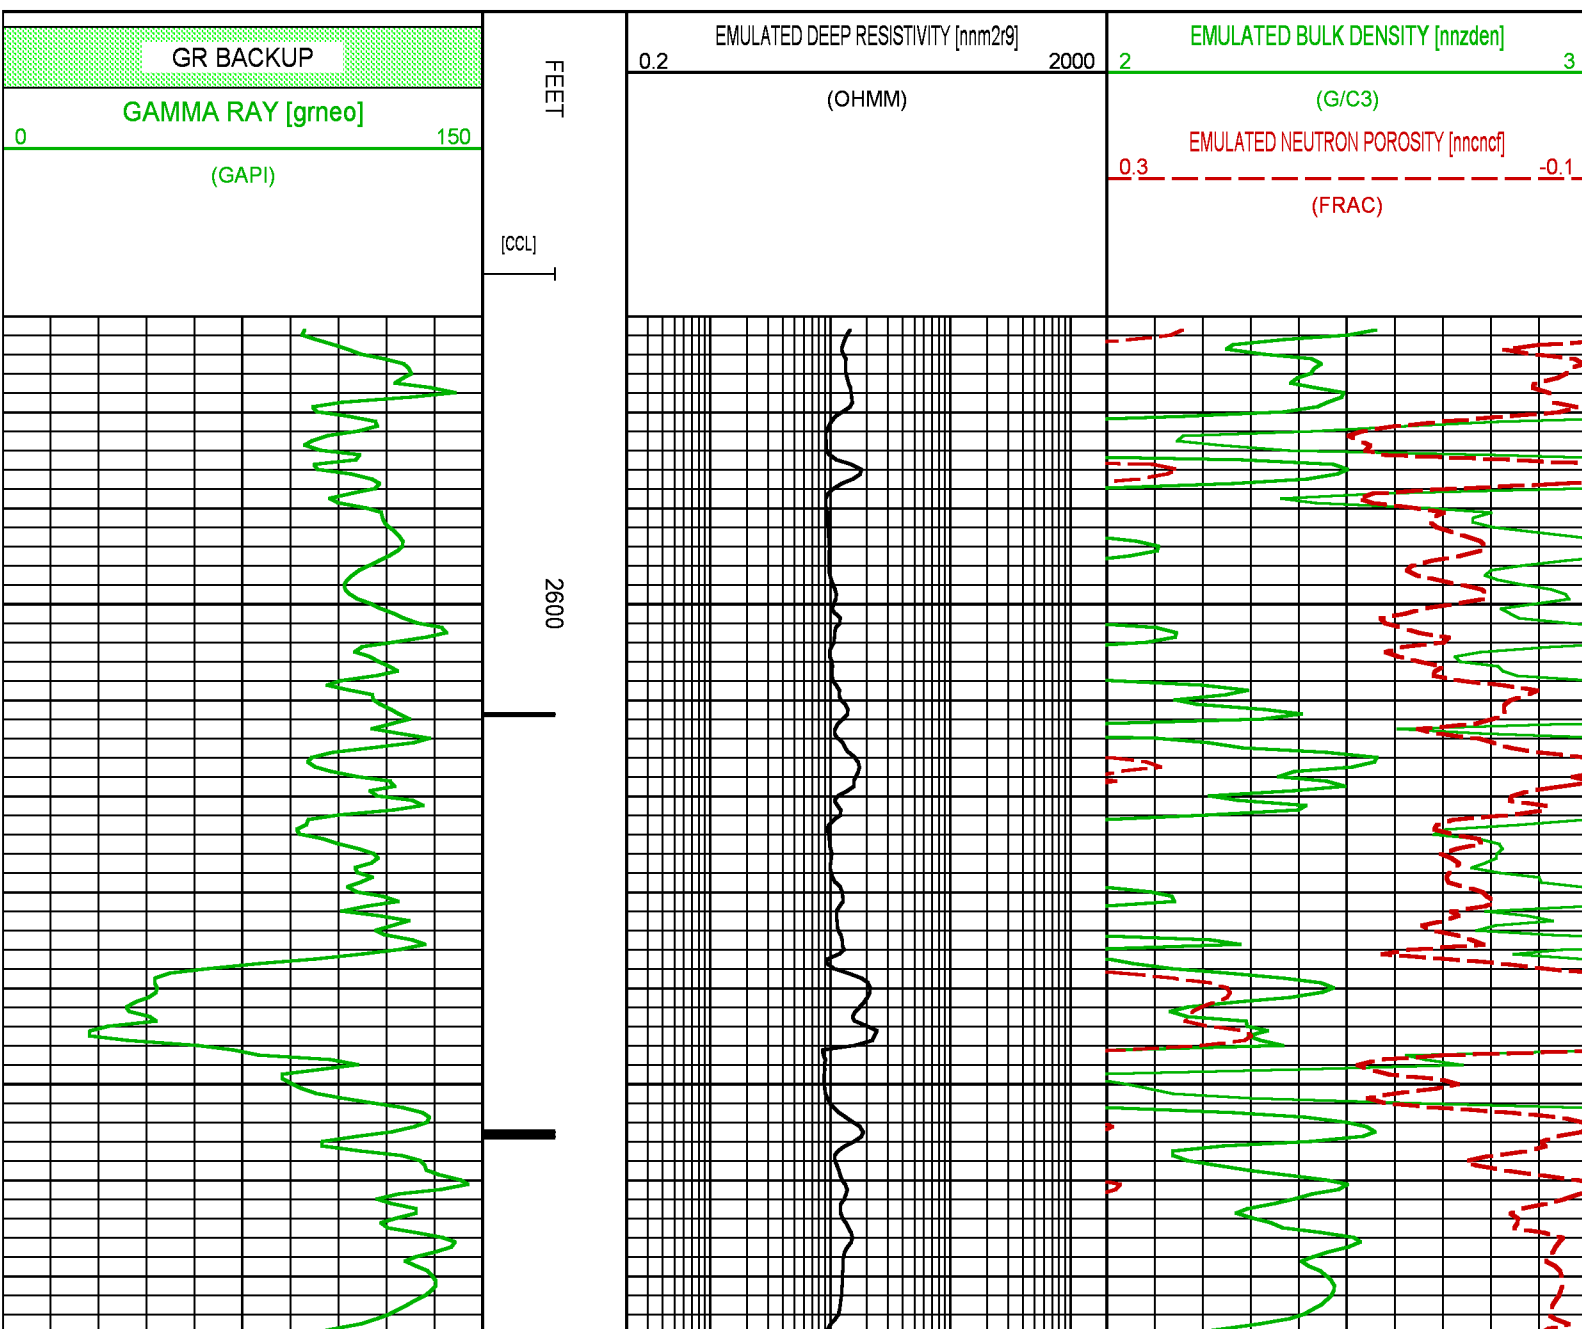 GR BACKUP
GAMMA RAY [grneo]
0 150
(GAPI)
FEET
[CCL]
2600
EMULATED DEEP RESISTIVITY [nnm2r9]
0.2 2000
(OHMM)
EMULATED BULK DENSITY [nnzden]
2 3
(G/C3)
EMULATED NEUTRON POROSITY [nncncf]
0.3 -0.1
(FRAC)